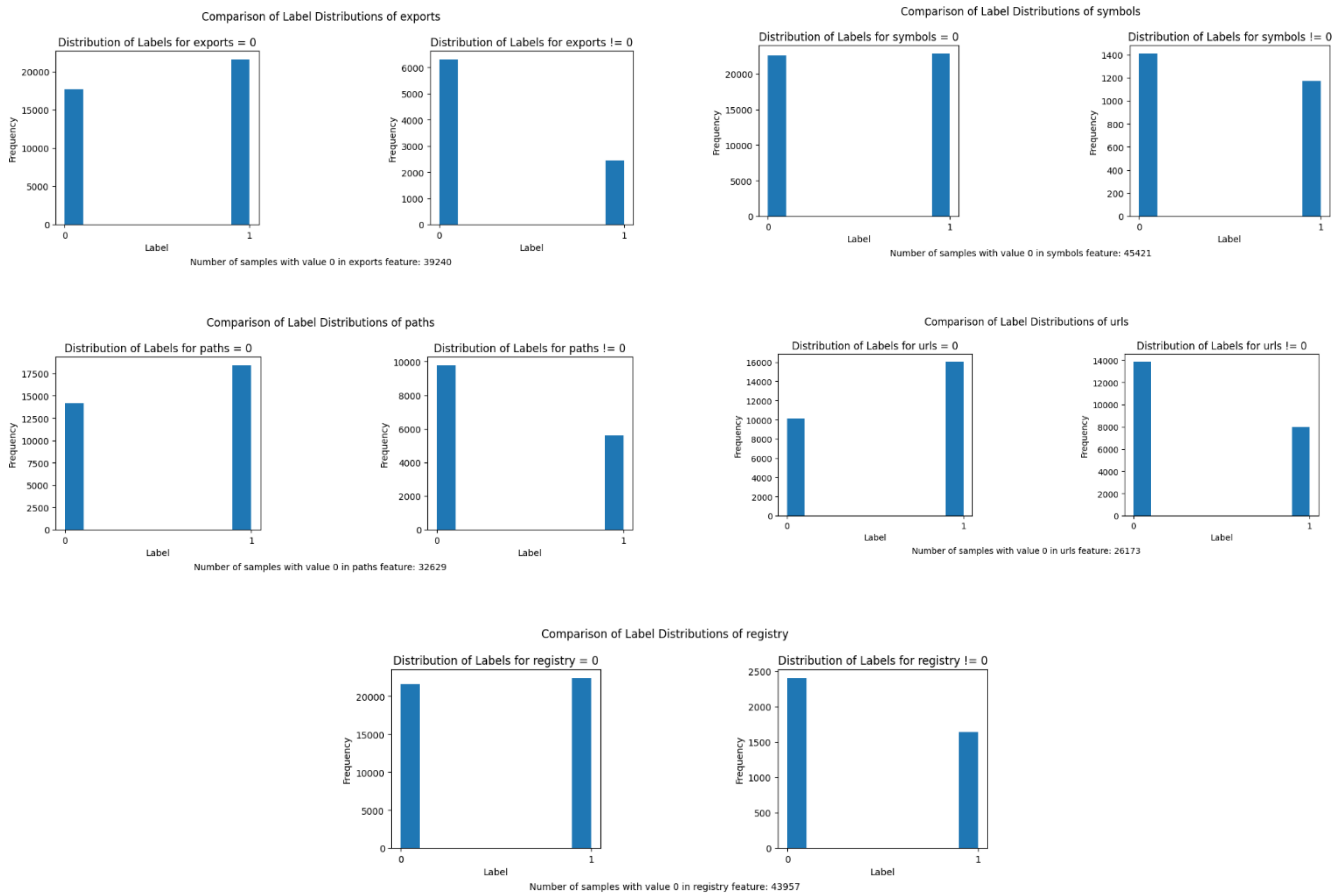 Comparison of Label Distributions of exports
Distribution of Labels for exports = 0
Distribution of Labels for exports != 0
Frequency
20000
15000
10000
5000
0
0 1
Label
Frequency
6000
5000
4000
3000
2000
1000
0
0 1
Label
Number of samples with value 0 in exports feature: 39240
Comparison of Label Distributions of symbols
Distribution of Labels for symbols = 0
Distribution of Labels for symbols != 0
Frequency
20000
15000
10000
5000
0
0 1
Label
Frequency
1400
1200
1000
800
600
400
200
0
0 1
Label
Number of samples with value 0 in symbols feature: 45421
Comparison of Label Distributions of paths
Distribution of Labels for paths = 0
Distribution of Labels for paths != 0
Frequency
17500
15000
12500
10000
7500
5000
2500
0
0 1
Label
Frequency
10000
8000
6000
4000
2000
0
0 1
Label
Number of samples with value 0 in paths feature: 32629
Comparison of Label Distributions of urls
Distribution of Labels for urls = 0
Distribution of Labels for urls != 0
Frequency
16000
14000
12000
10000
8000
6000
4000
2000
0
0 1
Label
Frequency
14000
12000
10000
8000
6000
4000
2000
0
0 1
Label
Number of samples with value 0 in urls feature: 26173
Comparison of Label Distributions of registry
Distribution of Labels for registry = 0
Distribution of Labels for registry != 0
Frequency
20000
15000
10000
5000
0
0 1
Label
Frequency
2500
2000
1500
1000
500
0
0 1
Label
Number of samples with value 0 in registry feature: 43957